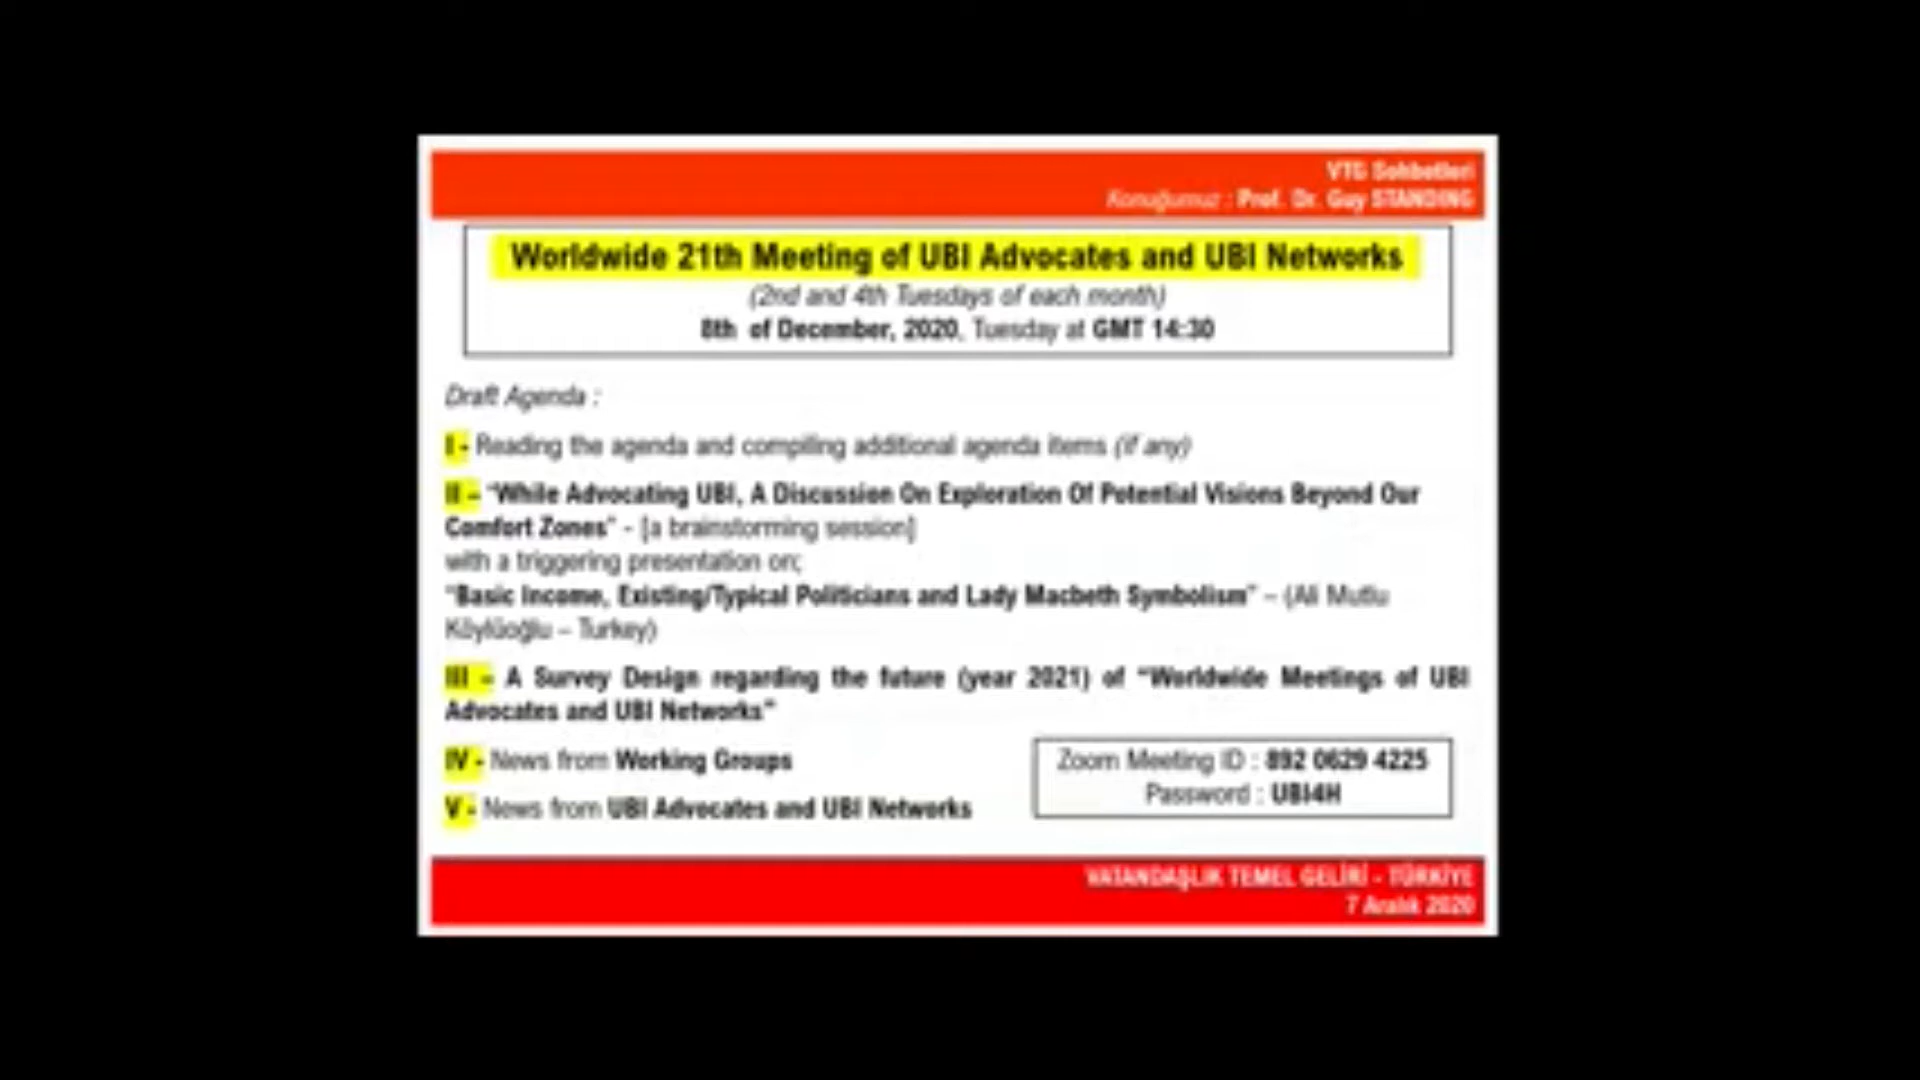 VTG Sohbetleri
Konuğumuz : Prof. Dr. Guy STANDING
Worldwide 21th Meeting of UBI Advocates and UBI Networks
(2nd and 4th Tuesdays of each month)
8th of December, 2020, Tuesday at GMT 14:30
Draft Agenda :
I - Reading the agenda and compiling additional agenda items (if any)
II – "While Advocating UBI, A Discussion On Exploration Of Potential Visions Beyond Our
Comfort Zones" - [a brainstorming session]
with a triggering presentation on;
"Basic Income, Existing/Typical Politicians and Lady Macbeth Symbolism" – (Ali Mutlu
Köylüoğlu – Turkey)
III – A Survey Design regarding the future (year 2021) of "Worldwide Meetings of UBI
Advocates and UBI Networks"
IV - News from Working Groups
V - News from UBI Advocates and UBI Networks
Zoom Meeting ID : 892 0629 4225
Password : UBI4H
VATANDAŞLIK TEMEL GELİRİ - TÜRKİYE
7 Aralık 2020